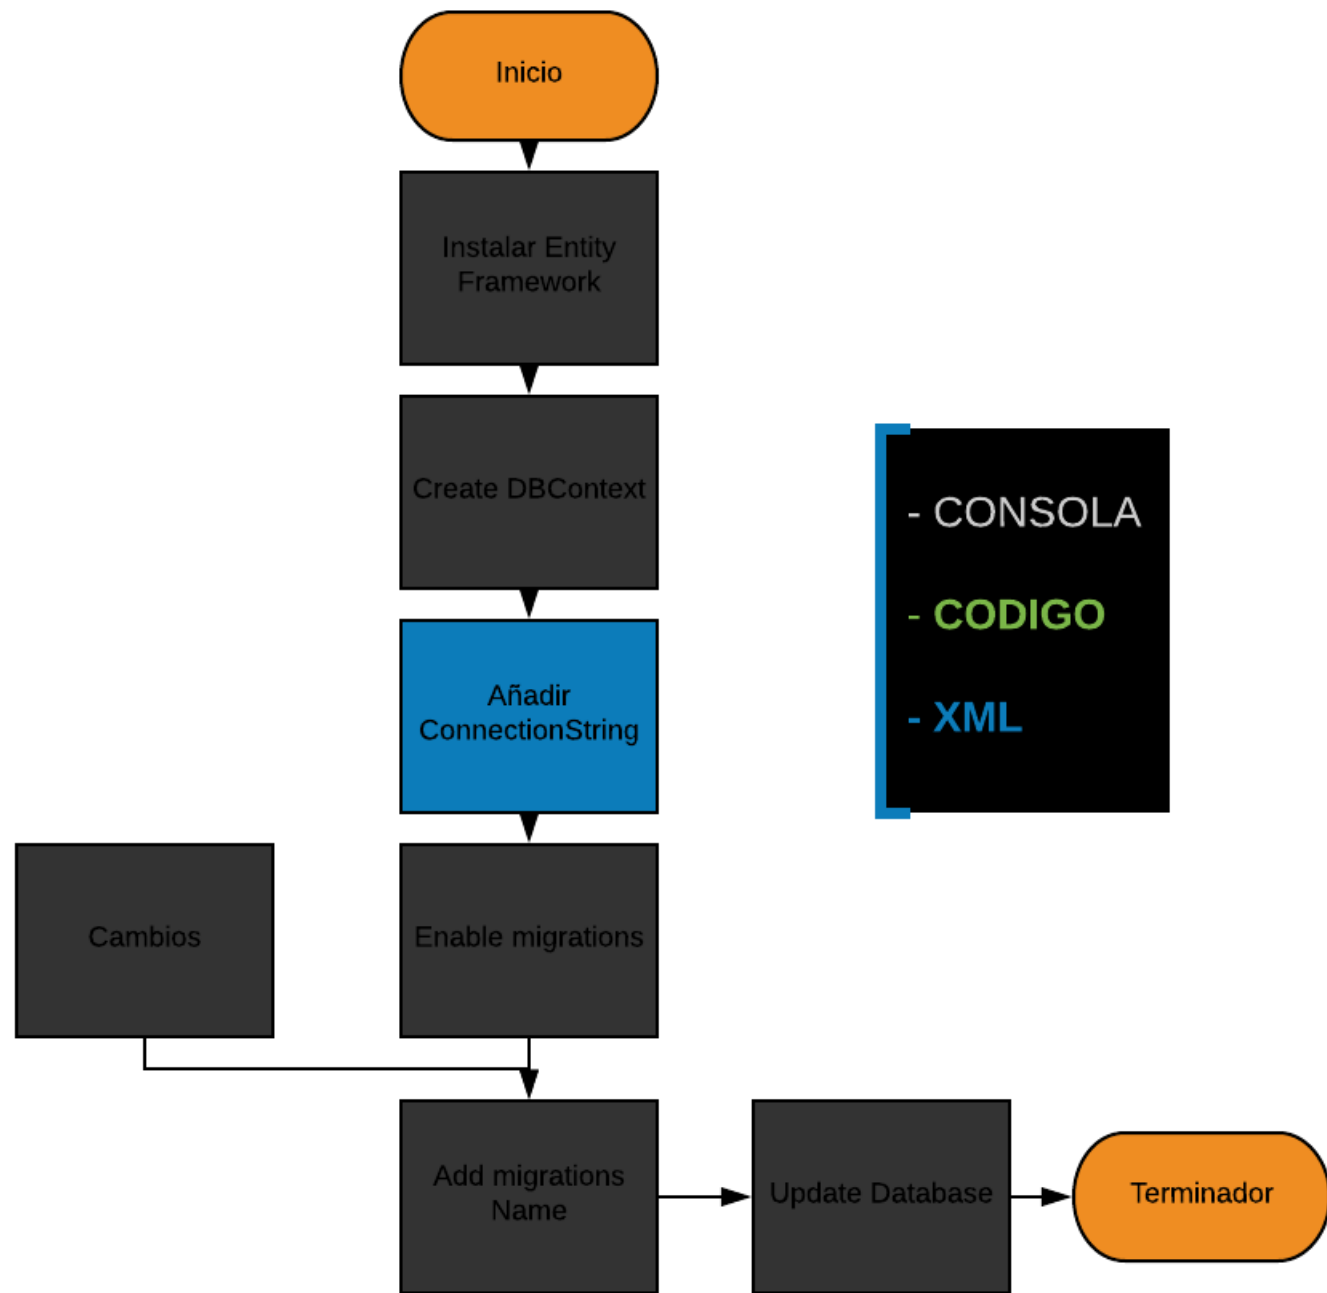 Inicio
Instalar Entity
Framework
Create DBContext
Añadir
ConnectionString
- CONSOLA
- CODIGO
- XML
Cambios
Enable migrations
Add migrations
Name
Update Database
Terminador